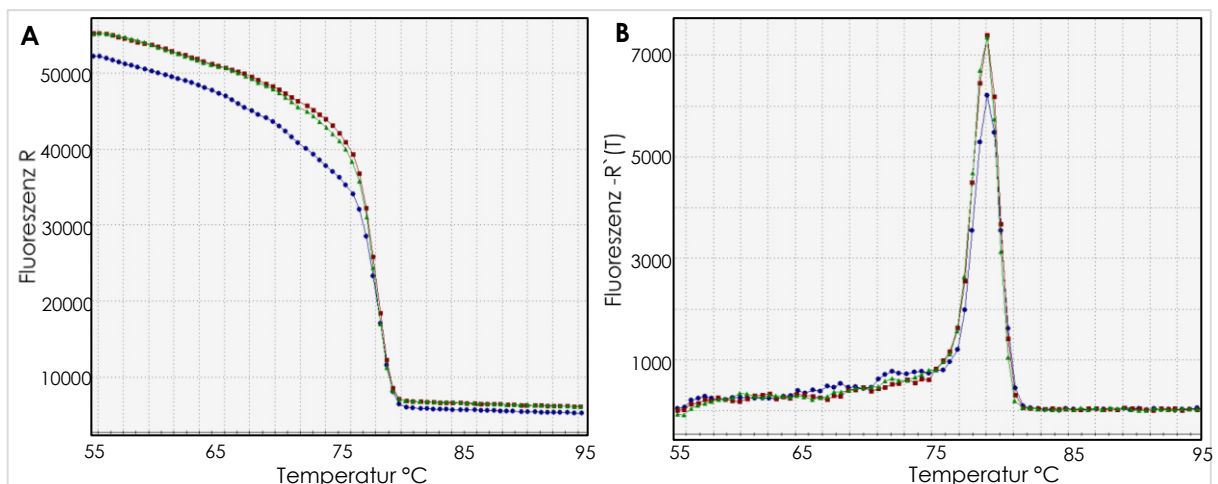 A
Fluoreszenz R
50000
40000
30000
20000
10000
55 65 75 85 95
Temperatur °C
B
Fluoreszenz -R`(T)
7000
5000
3000
1000
55 65 75 85 95
Temperatur °C